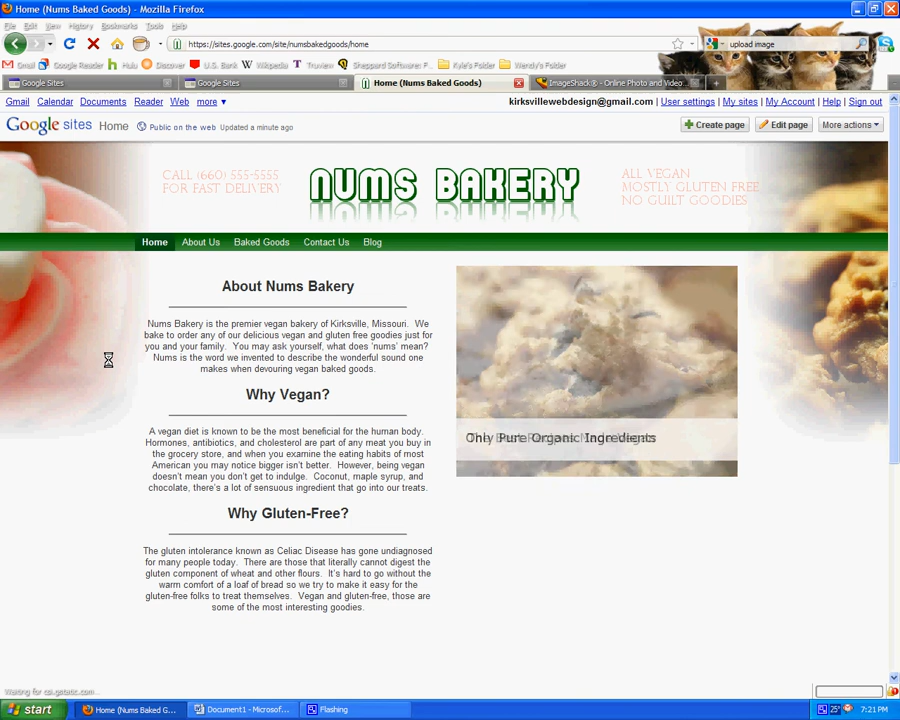 Home (Nums Baked Goods) - Mozilla Firefox
File Edit View History Bookmarks Tools Help
https://sites.google.com/site/numsbakedgoods/home
upload image
Gmail Google Reader Hulu Discover U.S. Bank Wikipedia Truview Sheppard Software: F... Kyle's Folder Wendy's Folder
Google Sites
Google Sites
Home (Nums Baked Goods)
ImageShack® - Online Photo and Video...
Gmail Calendar Documents Reader Web more ▼
kirksvillewebdesign@gmail.com | User settings | My sites | My Account | Help | Sign out
Google sites Home Public on the web Updated a minute ago
Create page Edit page More actions ▼
CALL (660) 555-5555
FOR FAST DELIVERY
NUMS BAKERY
ALL VEGAN
MOSTLY GLUTEN FREE
NO GUILT GOODIES
Home About Us Baked Goods Contact Us Blog
About Nums Bakery
Nums Bakery is the premier vegan bakery of Kirksville, Missouri. We
bake to order any of our delicious vegan and gluten free goodies just for
you and your family. You may ask yourself, what does 'nums' mean?
Nums is the word we invented to describe the wonderful sound one
makes when devouring vegan baked goods.
Why Vegan?
A vegan diet is known to be the most beneficial for the human body.
Hormones, antibiotics, and cholesterol are part of any meat you buy in
the grocery store, and when you examine the eating habits of most
American you may notice bigger isn't better. However, being vegan
doesn't mean you don't get to indulge. Coconut, maple syrup, and
chocolate, there's a lot of sensuous ingredient that go into our treats.
Why Gluten-Free?
The gluten intolerance known as Celiac Disease has gone undiagnosed
for many people today. There are those that literally cannot digest the
gluten component of wheat and other flours. It's hard to go without the
warm comfort of a loaf of bread so we try to make it easy for the
gluten-free folks to treat themselves. Vegan and gluten-free, those are
some of the most interesting goodies.
Only Pure Organic Ingredients
Waiting for csi.gstatic.com...
start Home (Nums Baked G... Document1 - Microsof... Flashing 25° 7:21 PM